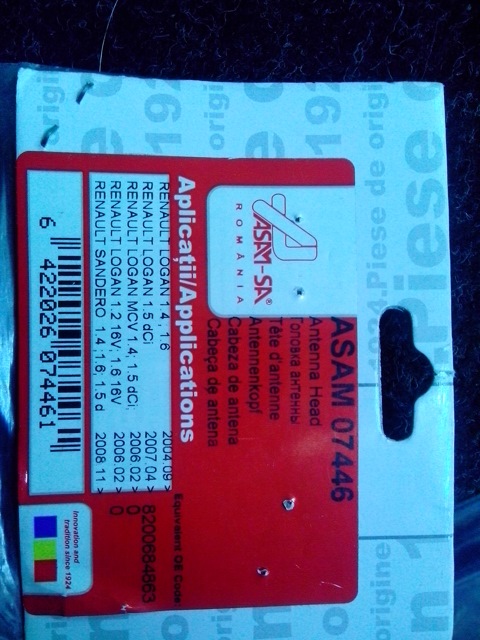 ASAM 07446
Antenna Head
Головка антенны
Tête d'antenne
Antennenkopf
Cabeza de antena
Cabeça de antena
ASAM-SA®
ROMÂNIA
Aplicații/Applications
Equivalent OE Code
RENAULT LOGAN 1.4, 1.6 2004.09 > 8200684863
RENAULT LOGAN 1.5 dCi 2007.04 > 0
RENAULT LOGAN MCV 1.4; 1.5 dCi; 2006.02 > 0
RENAULT LOGAN 1.2 16V; 1.6 16V 2006.02 >
RENAULT SANDERO 1.4 ;1.6; 1.5 d 2008.11 >
6 422026 074461
Innovation and
tradition since 1924
Piese de origine